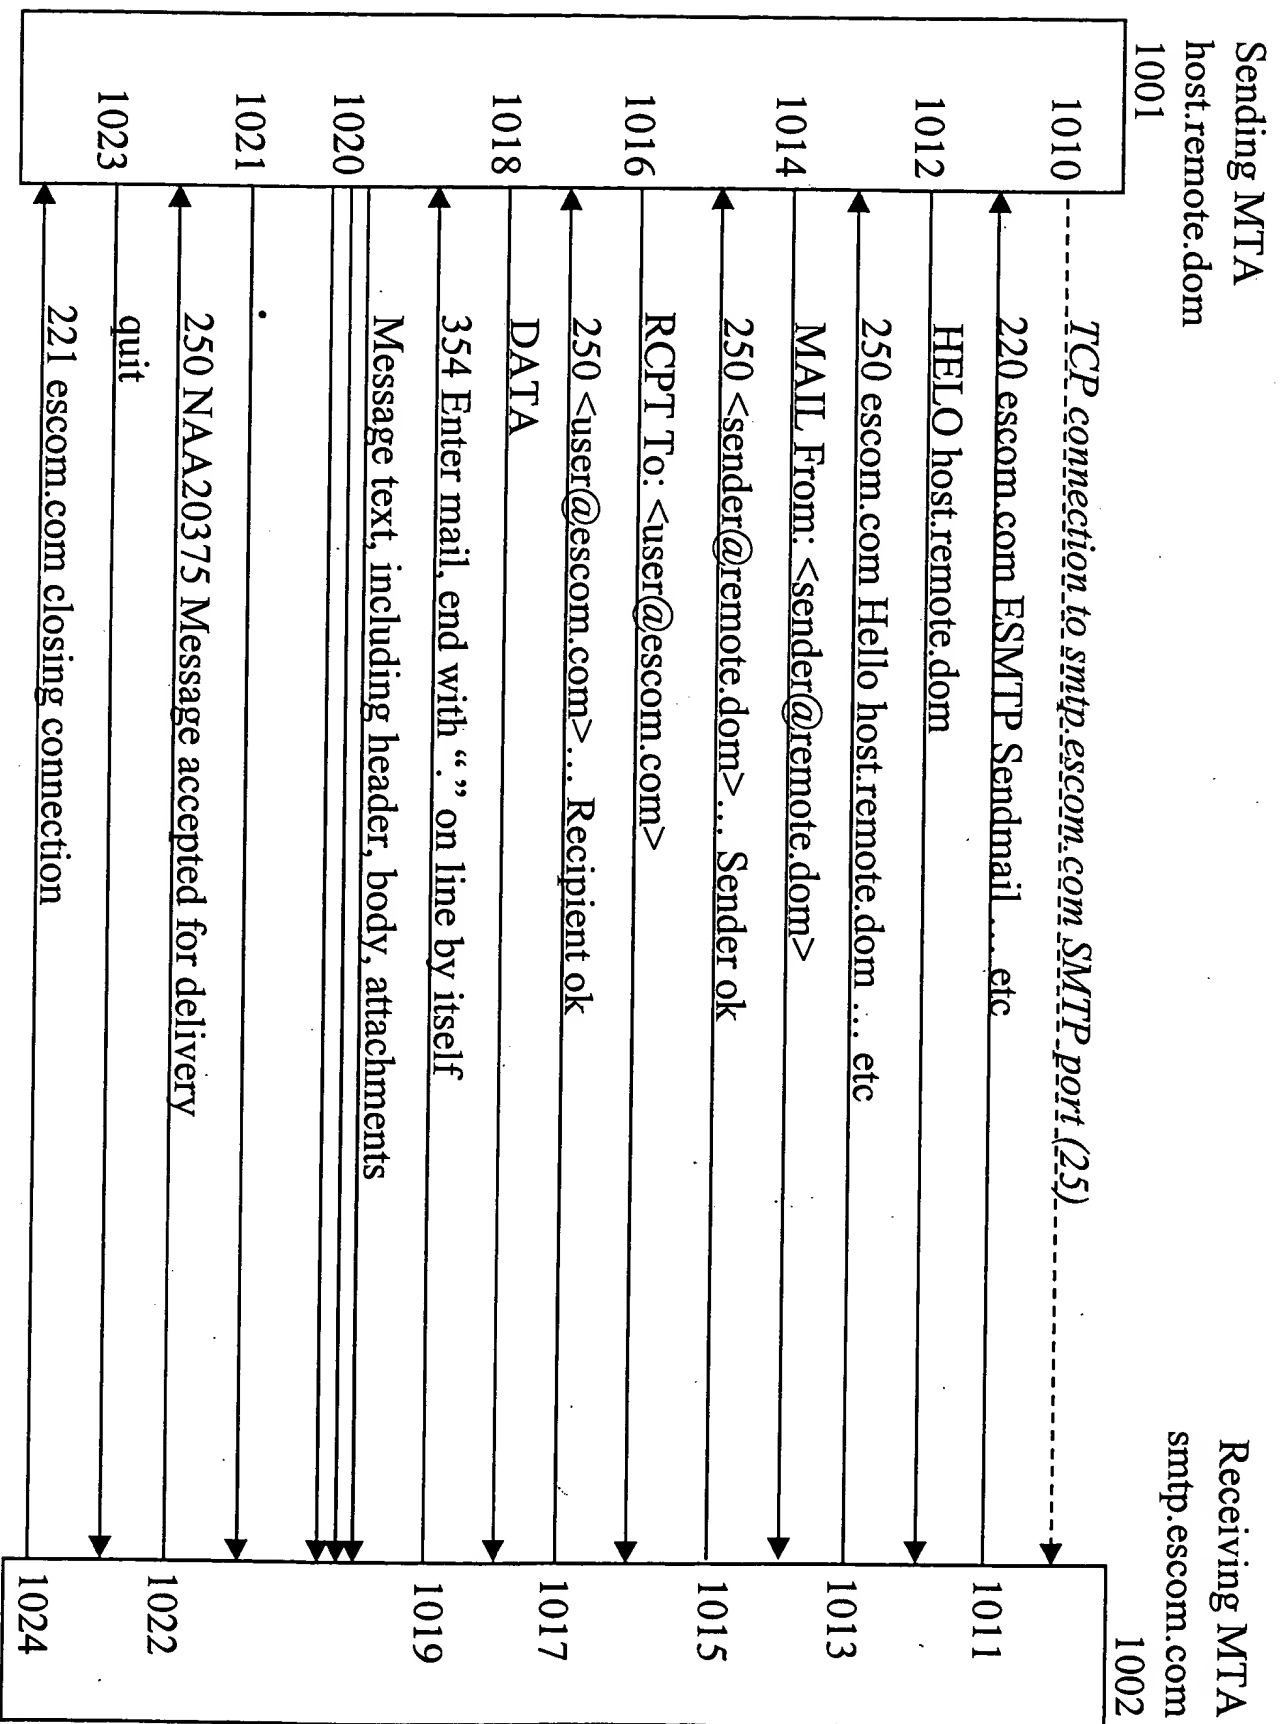 Sending MTA
host.remote.dom
1001
Receiving MTA
smtp.escom.com
1002
1010
TCP connection to smtp.escom.com SMTP port (25)
220 escom.com ESMTP Sendmail .... etc
1011
1012
HELO host.remote.dom
250 escom.com Hello host.remote.dom .... etc
1013
1014
MAIL From: <sender@remote.dom>
250 <sender@remote.dom>... Sender ok
1015
1016
RCPT To: <user@escom.com>
250 <user@escom.com>... Recipient ok
1017
1018
DATA
354 Enter mail, end with “.” on line by itself
1019
1020
Message text, including header, body, attachments
1021
.
250 NAA20375 Message accepted for delivery
1022
1023
quit
221 escom.com closing connection
1024